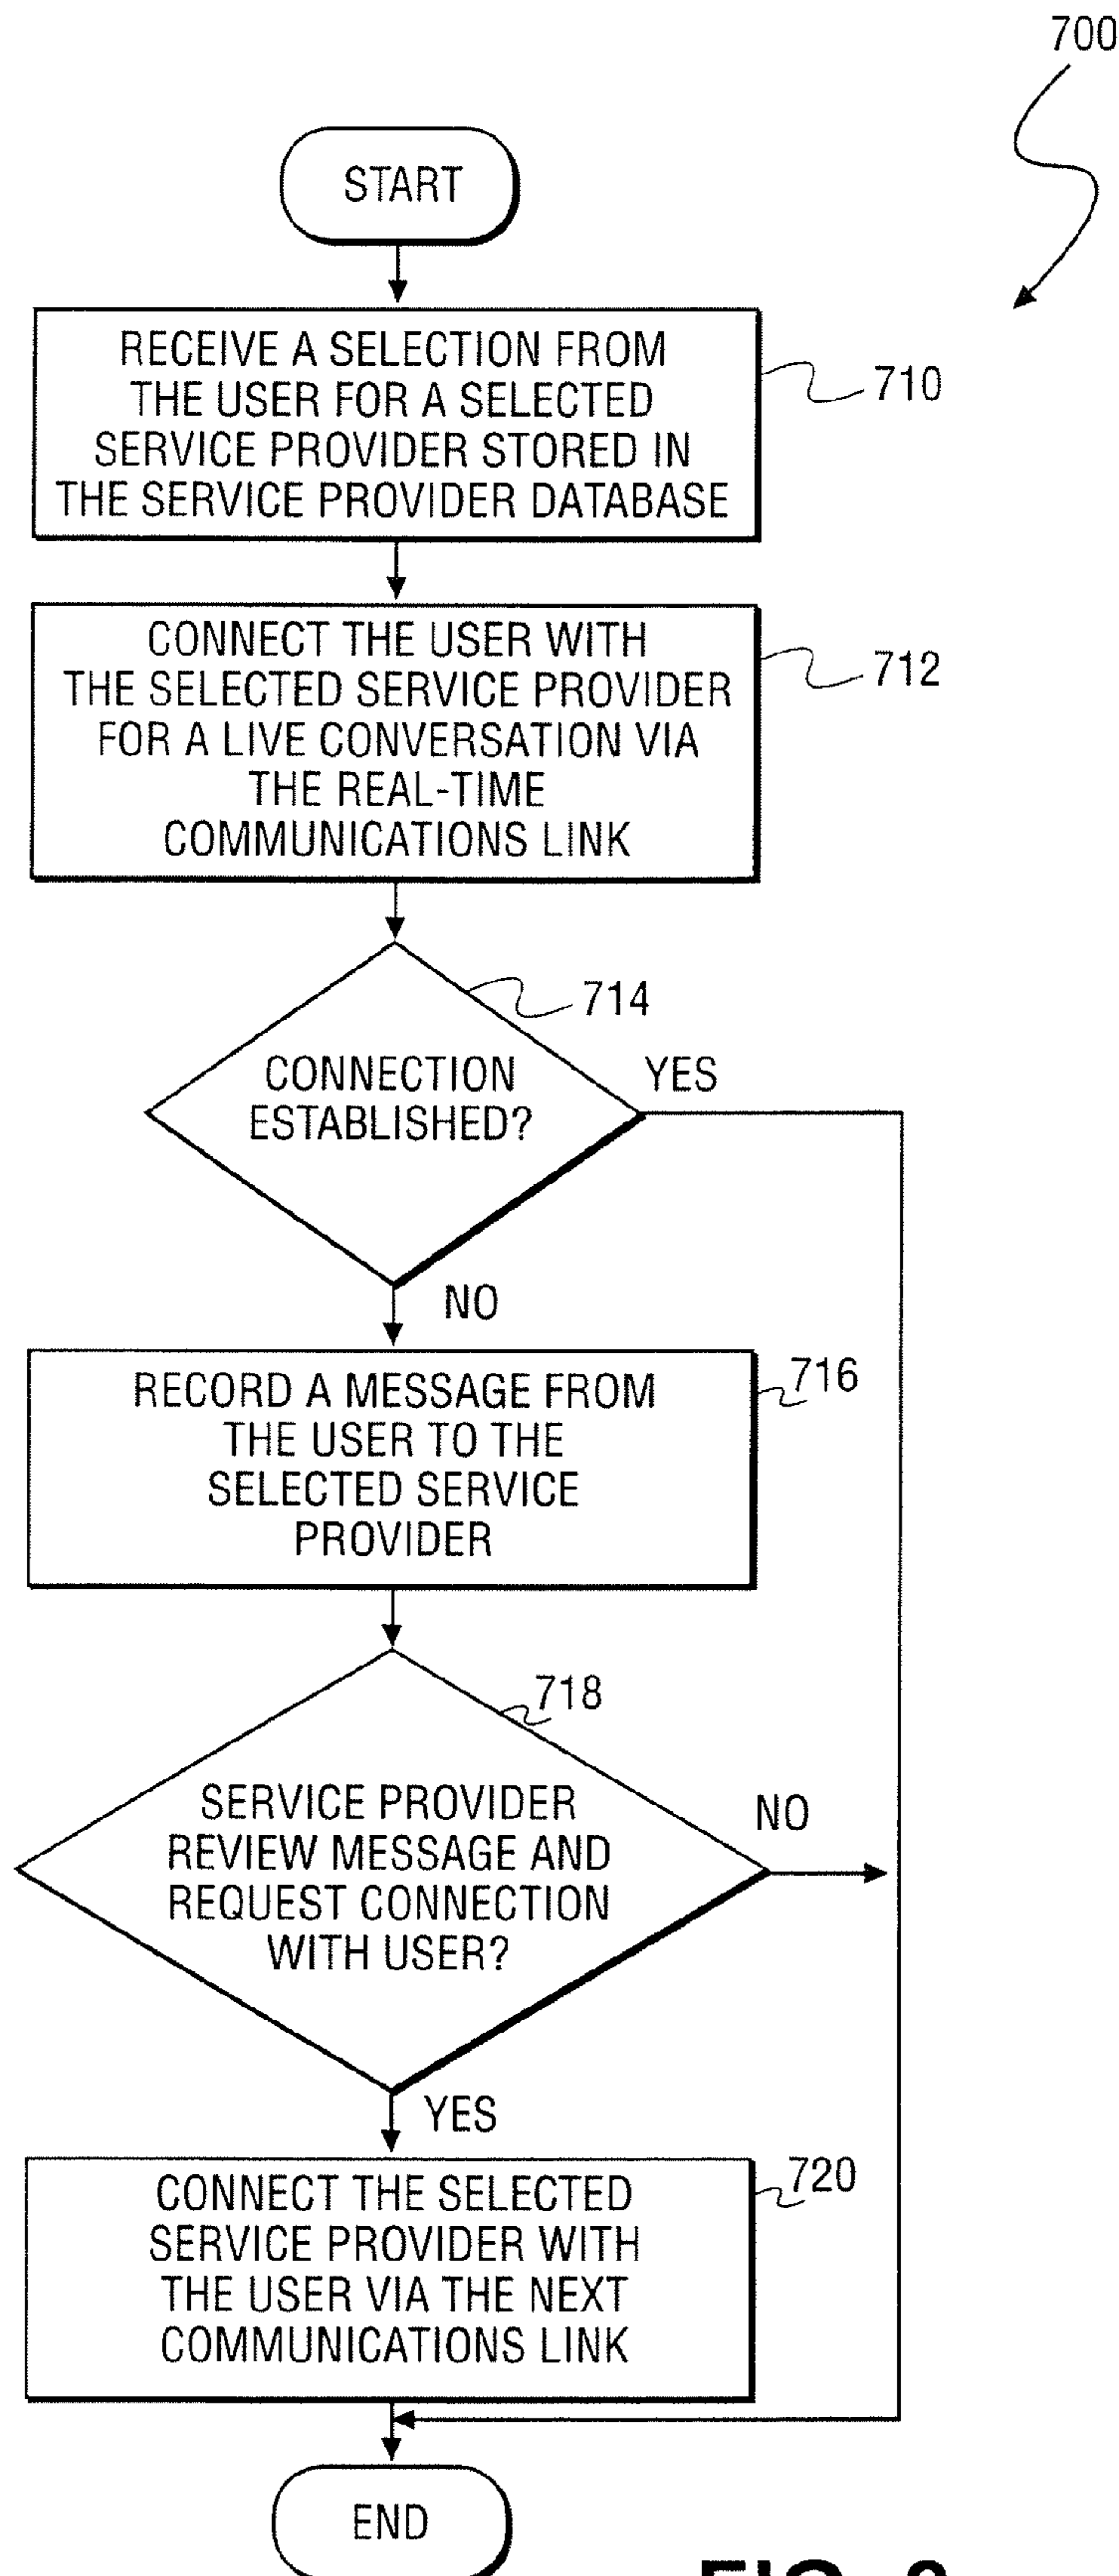 700
START
RECEIVE A SELECTION FROM
THE USER FOR A SELECTED
SERVICE PROVIDER STORED IN
THE SERVICE PROVIDER DATABASE
710
CONNECT THE USER WITH
THE SELECTED SERVICE PROVIDER
FOR A LIVE CONVERSATION VIA
THE REAL-TIME
COMMUNICATIONS LINK
712
714
CONNECTION
ESTABLISHED?
YES
NO
RECORD A MESSAGE FROM
THE USER TO THE
SELECTED SERVICE
PROVIDER
716
718
SERVICE PROVIDER
REVIEW MESSAGE AND
REQUEST CONNECTION
WITH USER?
NO
YES
CONNECT THE SELECTED
SERVICE PROVIDER WITH
THE USER VIA THE NEXT
COMMUNICATIONS LINK
720
END
FIG.